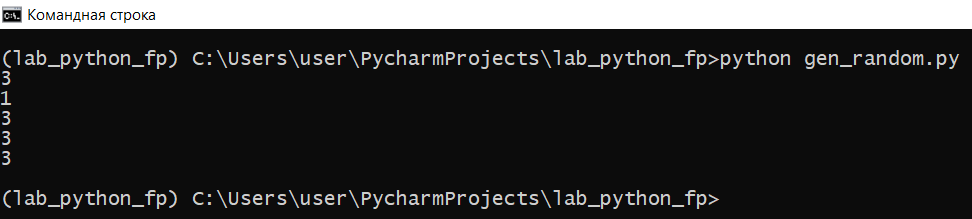 Командная строка
(lab_python_fp) C:\Users\user\PycharmProjects\lab_python_fp>python gen_random.py
3
1
3
3
3
(lab_python_fp) C:\Users\user\PycharmProjects\lab_python_fp>